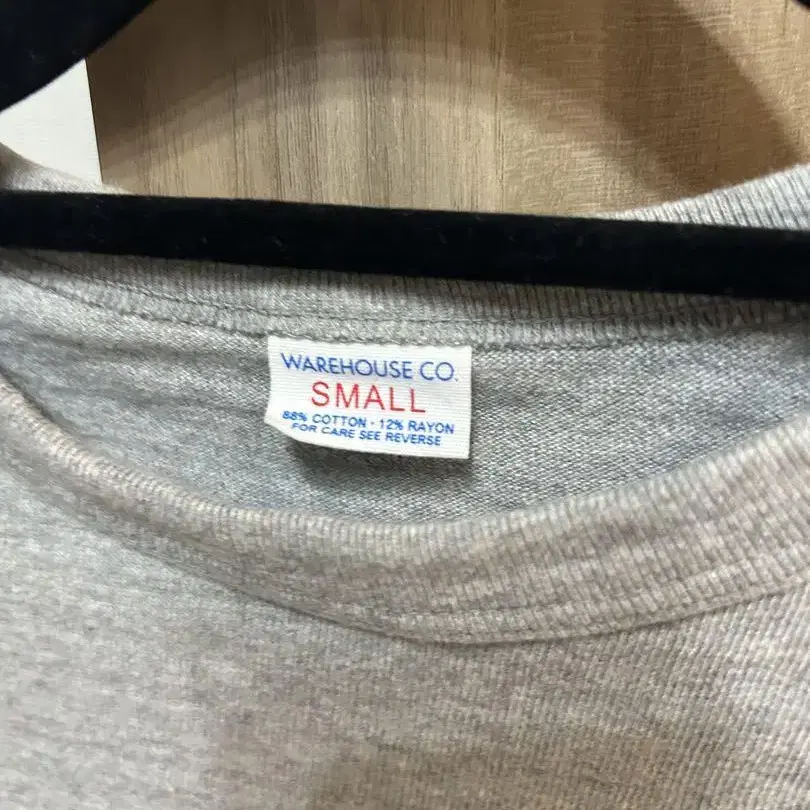 WAREHOUSE CO.
SMALL
88% COTTON - 12% RAYON
FOR CARE SEE REVERSE